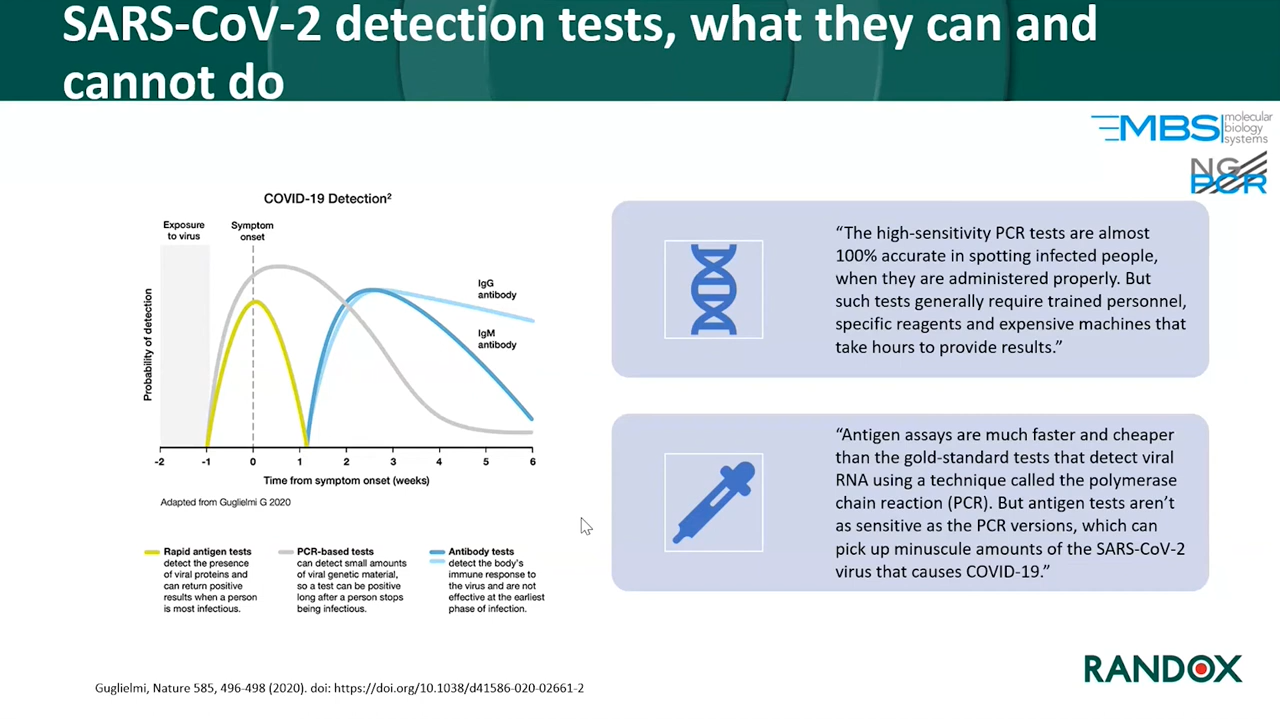 SARS-CoV-2 detection tests, what they can and
cannot do
MBS
molecular
biology
systems
NG
PCR
COVID-19 Detection²
Exposure
to virus
Symptom
onset
IgG
antibody
IgM
antibody
Probability of detection
-2 -1 0 1 2 3 4 5 6
Time from symptom onset (weeks)
Adapted from Guglielmi G 2020
Rapid antigen tests
detect the presence
of viral proteins and
can return positive
results when a person
is most infectious.
PCR-based tests
can detect small amounts
of viral genetic material,
so a test can be positive
long after a person stops
being infectious.
Antibody tests
detect the body's
immune response to
the virus and are not
effective at the earliest
phase of infection.
“The high-sensitivity PCR tests are almost
100% accurate in spotting infected people,
when they are administered properly. But
such tests generally require trained personnel,
specific reagents and expensive machines that
take hours to provide results.”
“Antigen assays are much faster and cheaper
than the gold-standard tests that detect viral
RNA using a technique called the polymerase
chain reaction (PCR). But antigen tests aren’t
as sensitive as the PCR versions, which can
pick up minuscule amounts of the SARS-CoV-2
virus that causes COVID-19.”
Guglielmi, Nature 585, 496-498 (2020). doi: https://doi.org/10.1038/d41586-020-02661-2
RANDOX